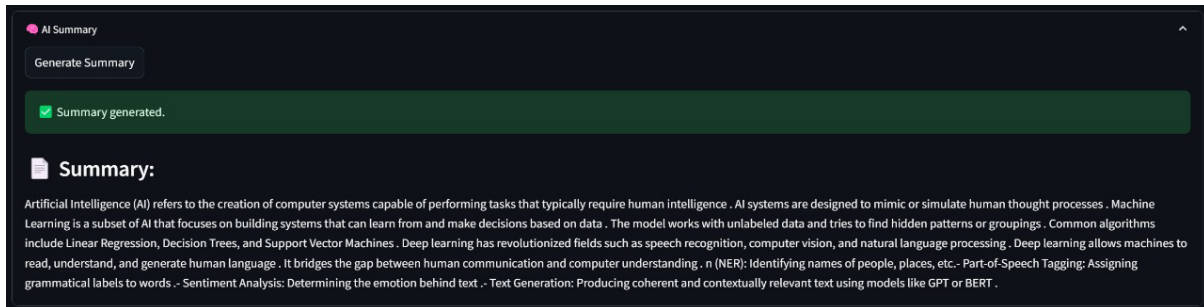 AI Summary
Generate Summary
Summary generated.
Summary:
Artificial Intelligence (AI) refers to the creation of computer systems capable of performing tasks that typically require human intelligence . AI systems are designed to mimic or simulate human thought processes . Machine
Learning is a subset of AI that focuses on building systems that can learn from and make decisions based on data . The model works with unlabeled data and tries to find hidden patterns or groupings . Common algorithms
include Linear Regression, Decision Trees, and Support Vector Machines . Deep learning has revolutionized fields such as speech recognition, computer vision, and natural language processing . Deep learning allows machines to
read, understand, and generate human language . It bridges the gap between human communication and computer understanding . n (NER): Identifying names of people, places, etc.- Part-of-Speech Tagging: Assigning
grammatical labels to words .- Sentiment Analysis: Determining the emotion behind text .- Text Generation: Producing coherent and contextually relevant text using models like GPT or BERT .